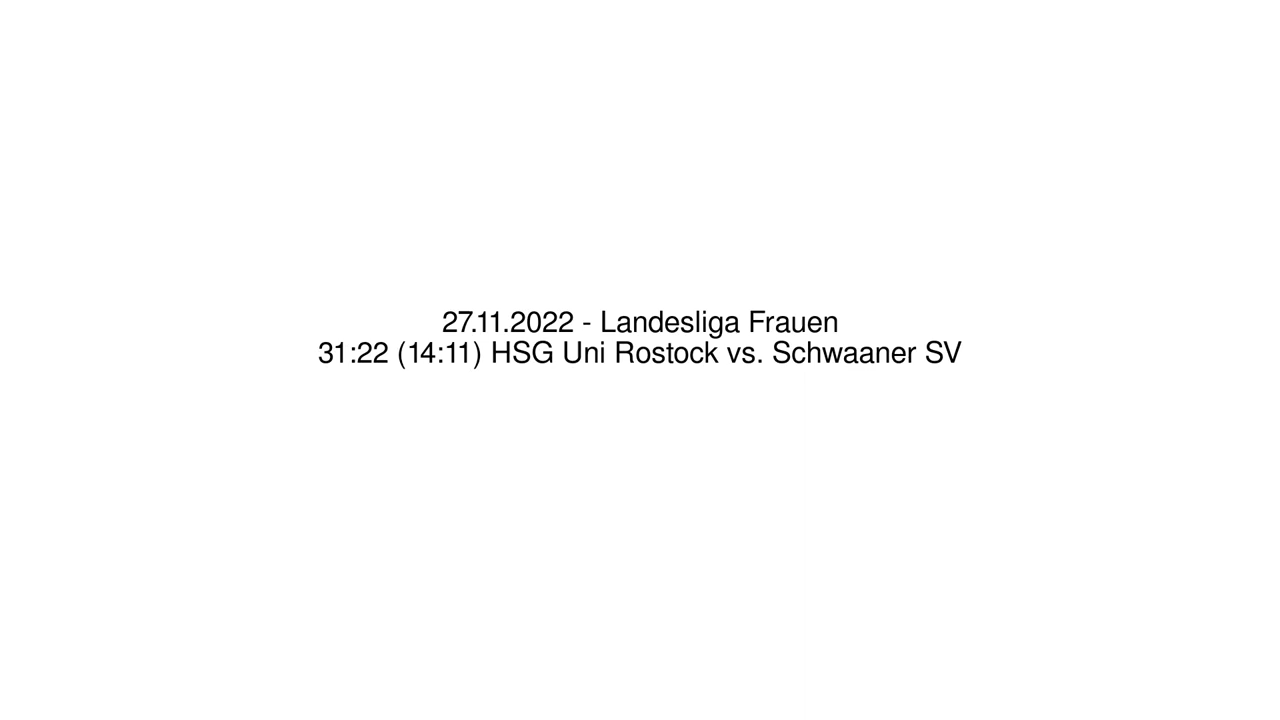 27.11.2022 - Landesliga Frauen
31:22 (14:11) HSG Uni Rostock vs. Schwaaner SV